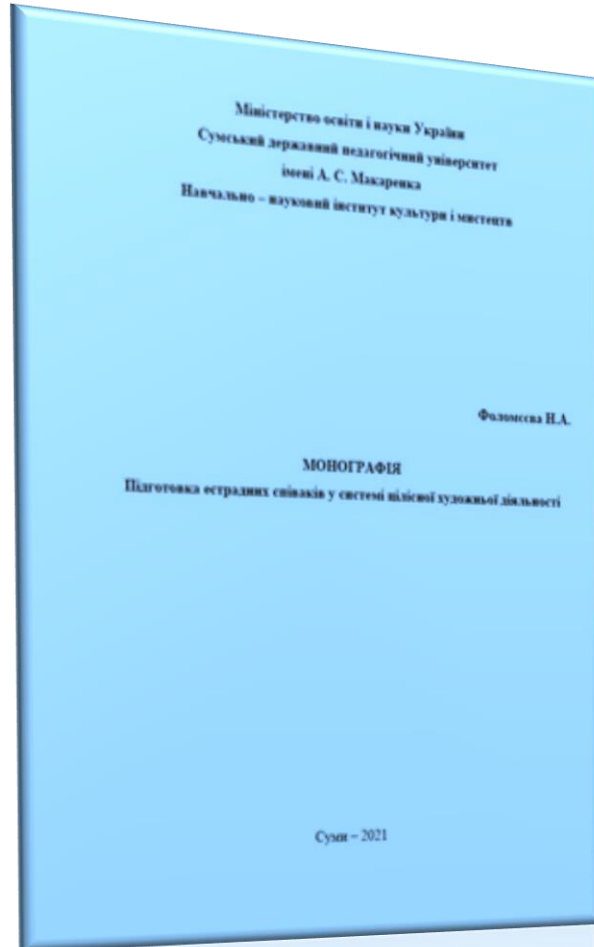 Міністерство освіти і науки України
Сумський державний педагогічний університет
імені А. С. Макаренка
Навчально – науковий інститут культури і мистецтв
Фоломєєва Н.А.
МОНОГРАФІЯ
Підготовка естрадних співаків у системі цілісної художньої діяльності
Суми – 2021